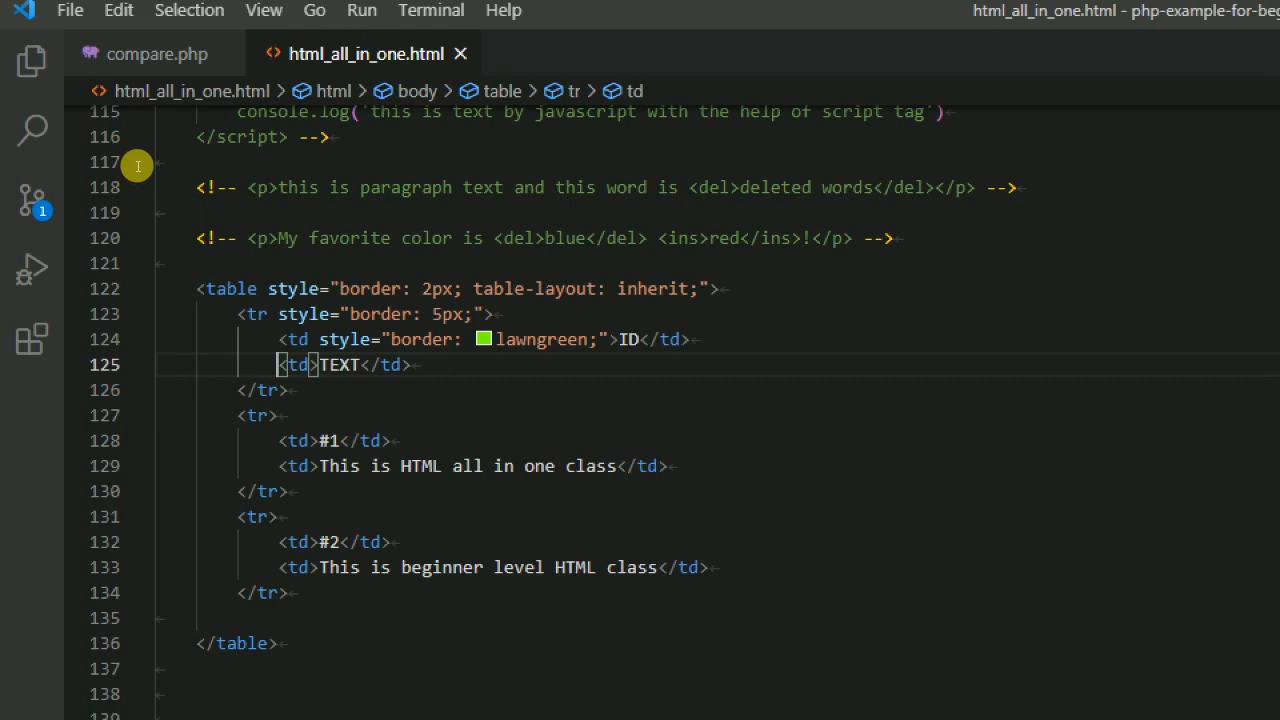 File Edit Selection View Go Run Terminal Help html_all_in_one.html - php-example-for-beg
compare.php html_all_in_one.html
html_all_in_one.html > html > body > table > tr > td
115 console.log('this is text by javascript with the help of script tag')
116 </script> -->
117
118 <!-- <p>this is paragraph text and this word is <del>deleted words</del></p> -->
119
120 <!-- <p>My favorite color is <del>blue</del> <ins>red</ins>!</p> -->
121
122 <table style="border: 2px; table-layout: inherit;">
123 <tr style="border: 5px;">
124 <td style="border: lawngreen;">ID</td>
125 <td>TEXT</td>
126 </tr>
127 <tr>
128 <td>#1</td>
129 <td>This is HTML all in one class</td>
130 </tr>
131 <tr>
132 <td>#2</td>
133 <td>This is beginner level HTML class</td>
134 </tr>
135
136 </table>
137
138
139
1